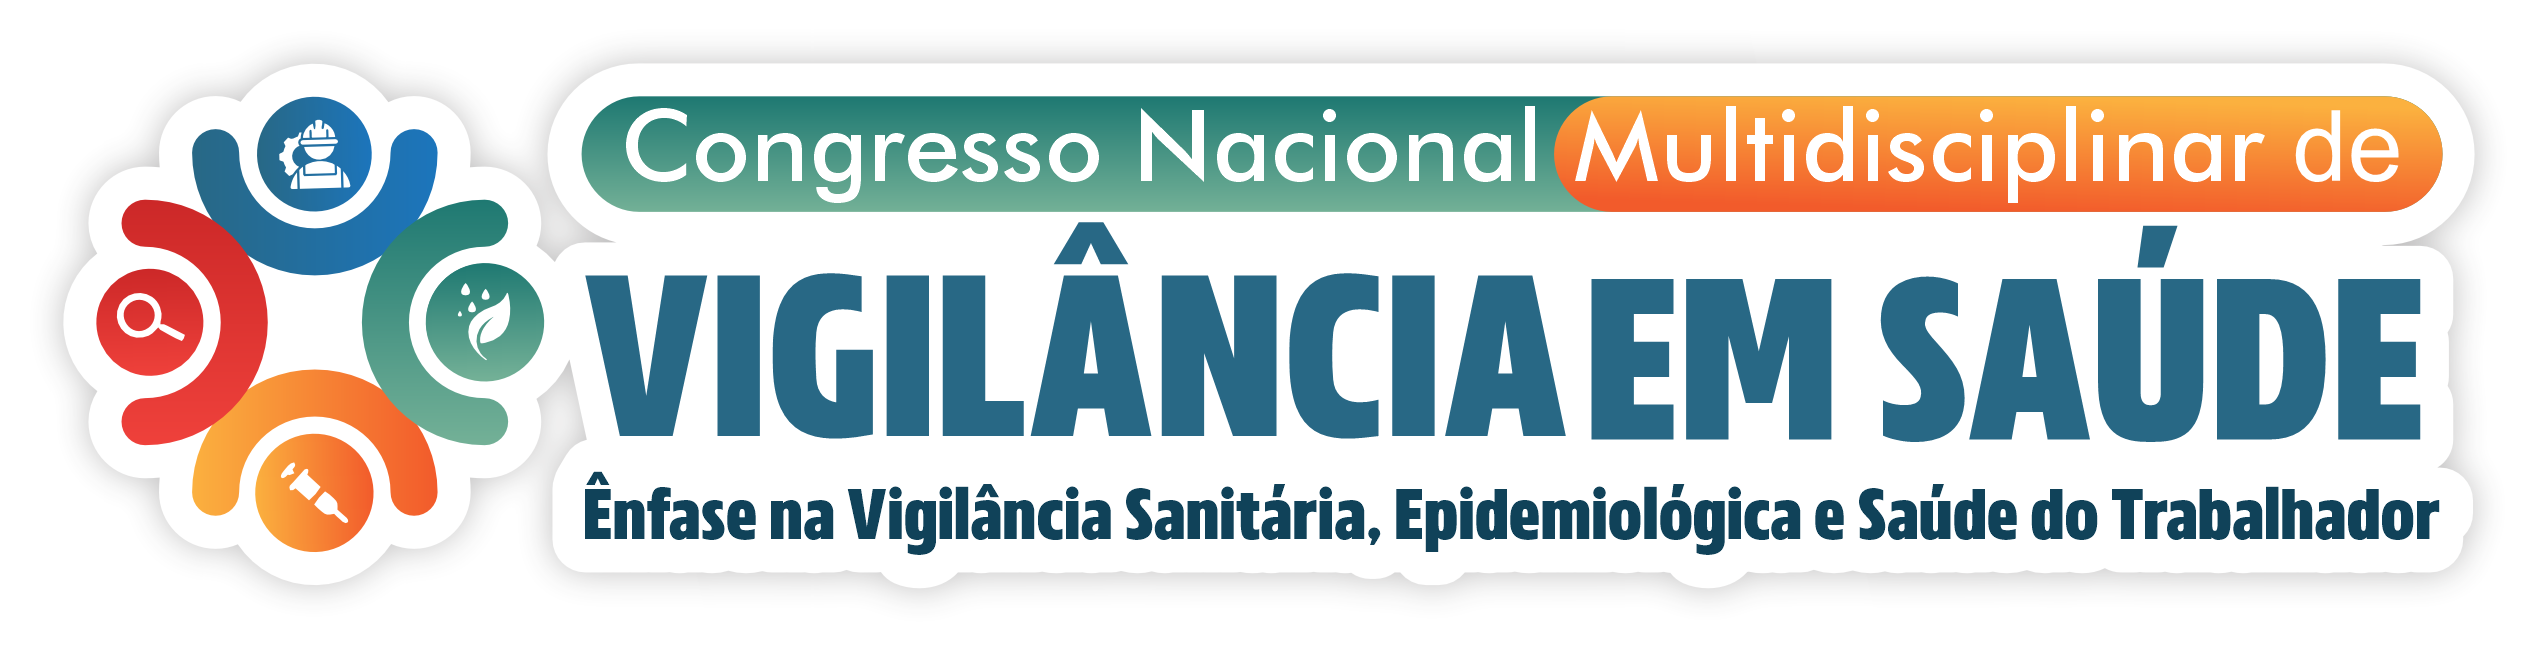 Congresso Nacional Multidisciplinar de
VIGILÂNCIA EM SAÚDE
Ênfase na Vigilância Sanitária, Epidemiológica e Saúde do Trabalhador